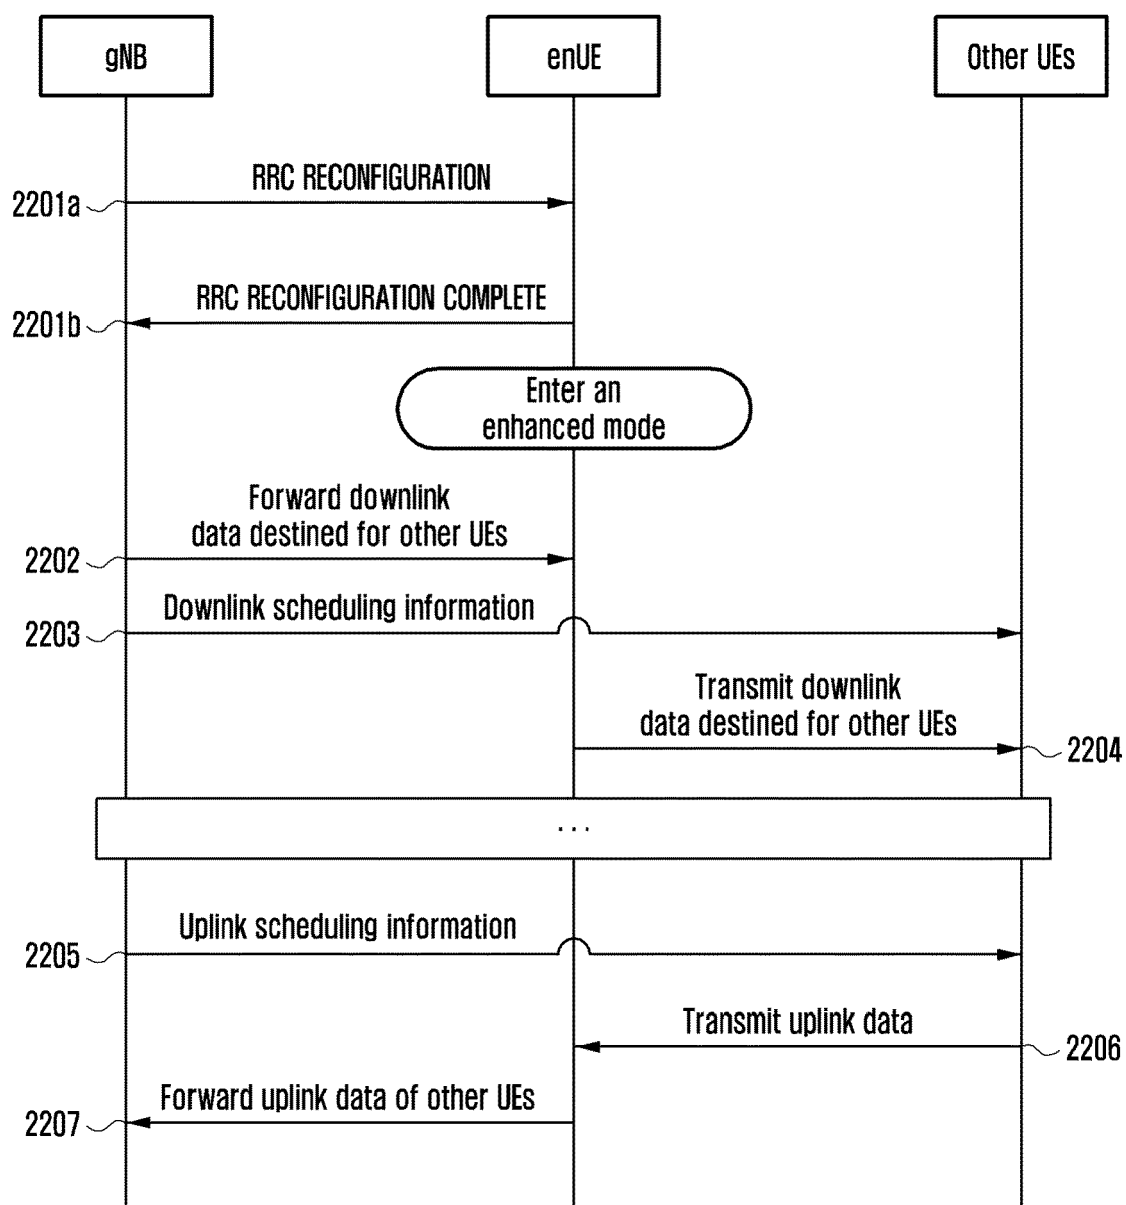 gNB
enUE
Other UEs
RRC RECONFIGURATION
2201a
RRC RECONFIGURATION COMPLETE
2201b
Enter an
enhanced mode
Forward downlink
data destined for other UEs
2202
Downlink scheduling information
2203
Transmit downlink
data destined for other UEs
2204
...
Uplink scheduling information
2205
Transmit uplink data
2206
Forward uplink data of other UEs
2207